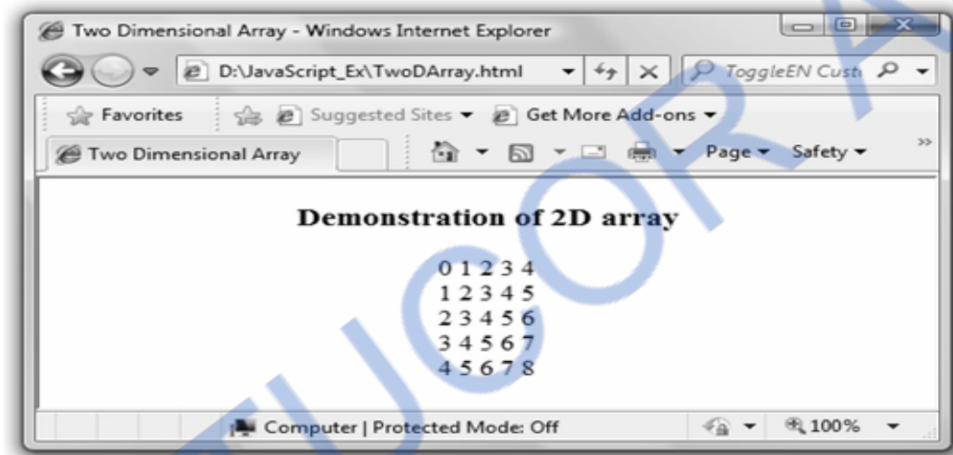 Two Dimensional Array - Windows Internet Explorer
D:\JavaScript_Ex\TwoDArray.html
ToggleEN Cust
Favorites Suggested Sites Get More Add-ons
Two Dimensional Array Page Safety »
Demonstration of 2D array
0 1 2 3 4
1 2 3 4 5
2 3 4 5 6
3 4 5 6 7
4 5 6 7 8
Computer | Protected Mode: Off 100%
TUCORA